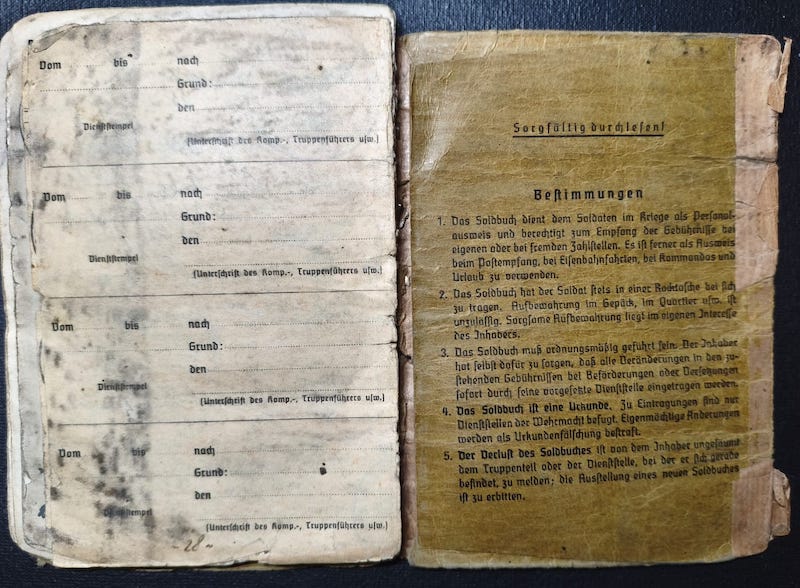 Vom bis nach
Grund:
den
Dienststempel
(Unterschrift des Komp.-, Truppenführers usw.)
Vom bis nach
Grund:
den
Dienststempel
(Unterschrift des Komp.-, Truppenführers usw.)
Vom bis nach
Grund:
den
Dienststempel
(Unterschrift des Komp.-, Truppenführers usw.)
Vom bis nach
Grund:
den
Dienststempel
(Unterschrift des Komp.-, Truppenführers usw.)
- 28 -
Sorgfältig durchlesen!
Bestimmungen
1. Das Soldbuch dient dem Soldaten im Kriege als Personal-
ausweis und berechtigt zum Empfang der Gebührnisse bei
eigenen oder bei fremden Zahlstellen. Es ist ferner als Ausweis
beim Postempfang, bei Eisenbahnfahrten, bei Kommandos und
Urlaub zu verwenden.
2. Das Soldbuch hat der Soldat stets in einer Rocktasche bei sich
zu tragen. Aufbewahrung im Gepäck, im Quartier usw. ist
unzulässig. Sorgsame Aufbewahrung liegt im eigenen Interesse
des Inhabers.
3. Das Soldbuch muß ordnungsmäßig geführt sein. Der Inhaber
hat selbst dafür zu sorgen, daß alle Veränderungen in den zu-
stehenden Gebührnissen bei Beförderungen oder Versetzungen
sofort durch seine vorgesetzte Dienststelle eingetragen werden.
4. Das Soldbuch ist eine Urkunde. Zu Eintragungen sind nur
Dienststellen der Wehrmacht befugt. Eigenmächtige Änderungen
werden als Urkundenfälschung bestraft.
5. Der Verlust des Soldbuches ist von dem Inhaber ungesäumt
dem Truppenteil oder der Dienststelle, bei der er sich gerade
befindet, zu melden; die Ausstellung eines neuen Soldbuches
ist zu erbitten.